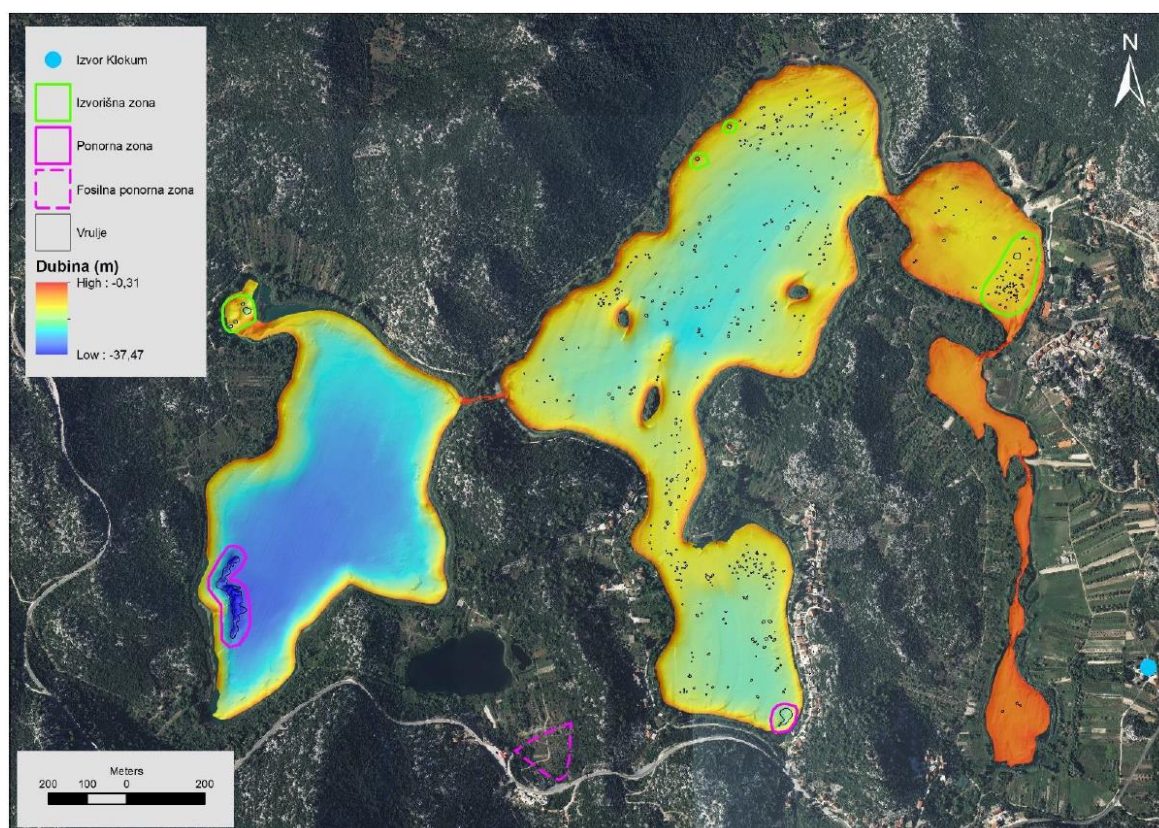 Izvor Klokum
Izvorišna zona
Ponorna zona
Fosilna ponorna zona
Vrulje
Dubina (m)
High : -0,31
Low : -37,47
N
Meters
200 100 0 200